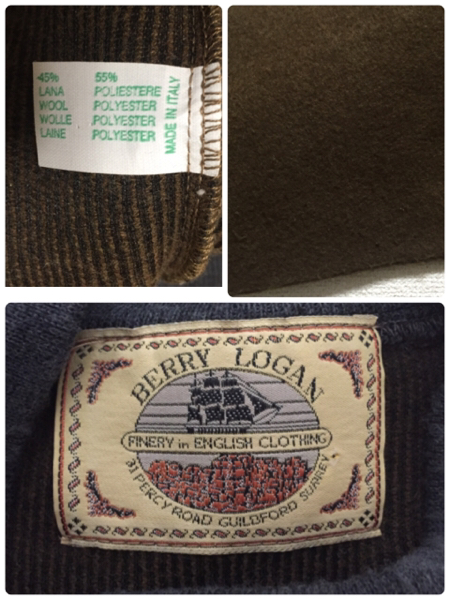 45% 55%
LANA POLIESTERE
WOOL POLYESTER
WOLLE POLYESTER
LAINE POLYESTER
MADE IN ITALY
BERRY LOGAN
FINERY in ENGLISH CLOTHING
31 PERCY ROAD GUILDFORD SURREY